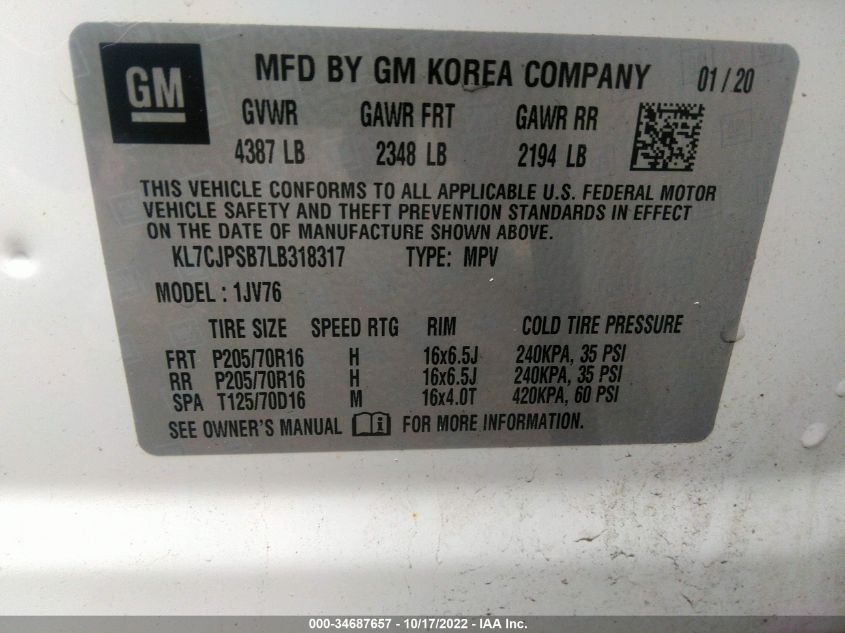 GM
MFD BY GM KOREA COMPANY 01 / 20
GVWR GAWR FRT GAWR RR
4387 LB 2348 LB 2194 LB
THIS VEHICLE CONFORMS TO ALL APPLICABLE U.S. FEDERAL MOTOR
VEHICLE SAFETY AND THEFT PREVENTION STANDARDS IN EFFECT
ON THE DATE OF MANUFACTURE SHOWN ABOVE.
KL7CJPSB7LB318317 TYPE: MPV
MODEL : 1JV76
TIRE SIZE SPEED RTG RIM COLD TIRE PRESSURE
FRT P205/70R16 H 16x6.5J 240KPA, 35 PSI
RR P205/70R16 H 16x6.5J 240KPA, 35 PSI
SPA T125/70D16 M 16x4.0T 420KPA, 60 PSI
SEE OWNER'S MANUAL i FOR MORE INFORMATION.
000-34687657 - 10/17/2022 - IAA Inc.